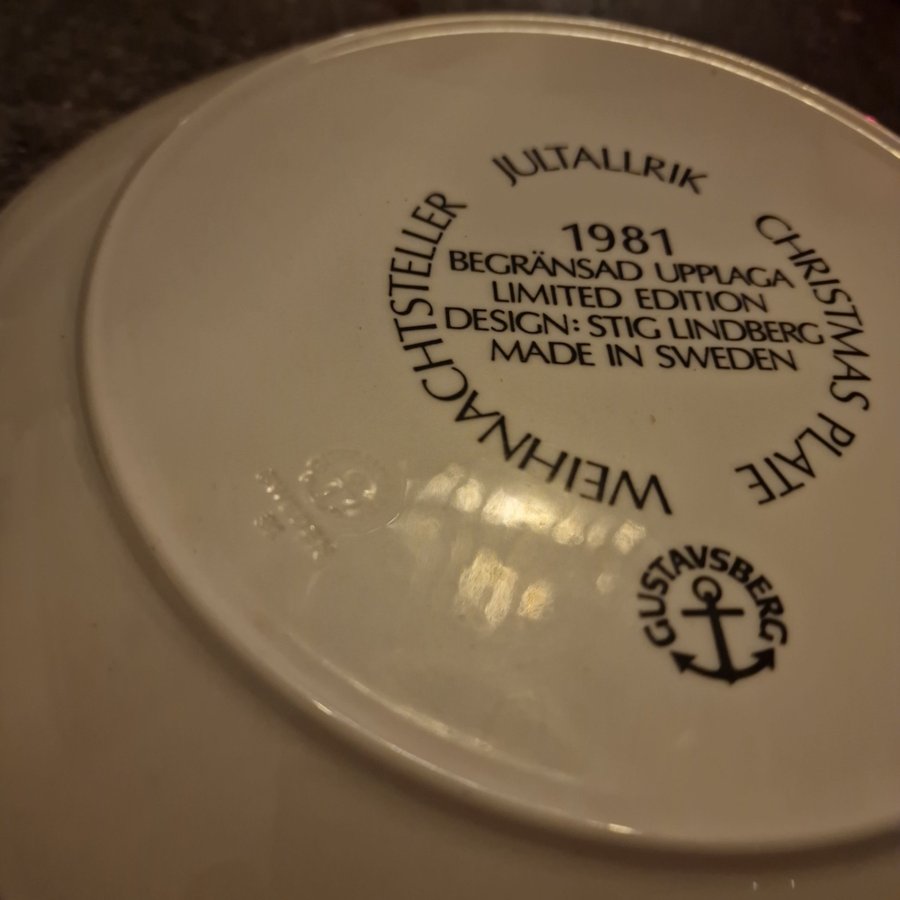 JULTALLRIK
CHRISTMAS PLATE
WEIHNACHTSTELLER
1981
BEGRÄNSAD UPPLAGA
LIMITED EDITION
DESIGN: STIG LINDBERG
MADE IN SWEDEN
GUSTAVSBERG